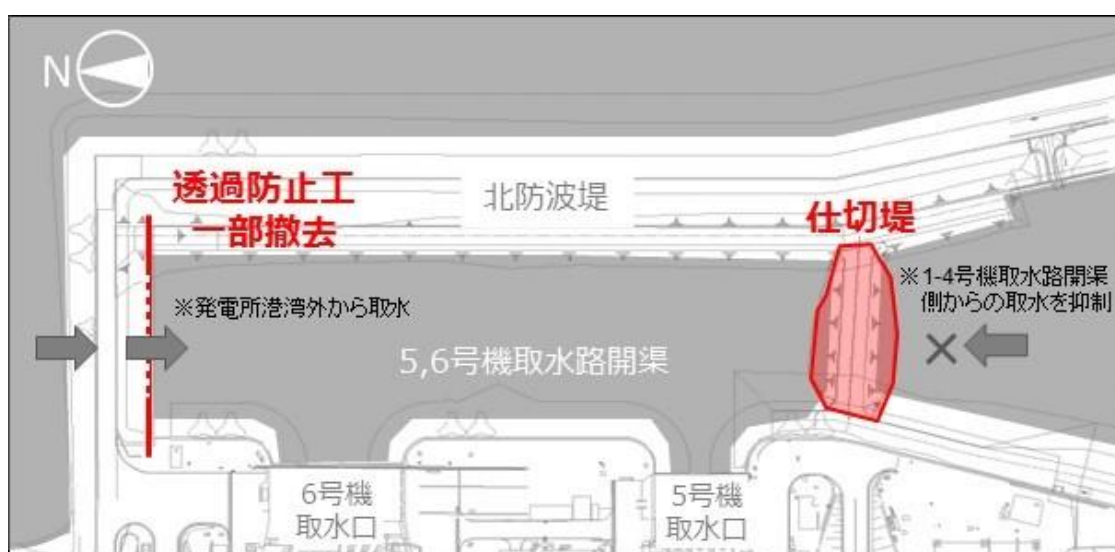 N
透過防止工
一部撤去
北防波堤
仕切堤
※発電所港湾外から取水
※1-4号機取水路開渠
側からの取水を抑制
5,6号機取水路開渠
6号機
取水口
5号機
取水口